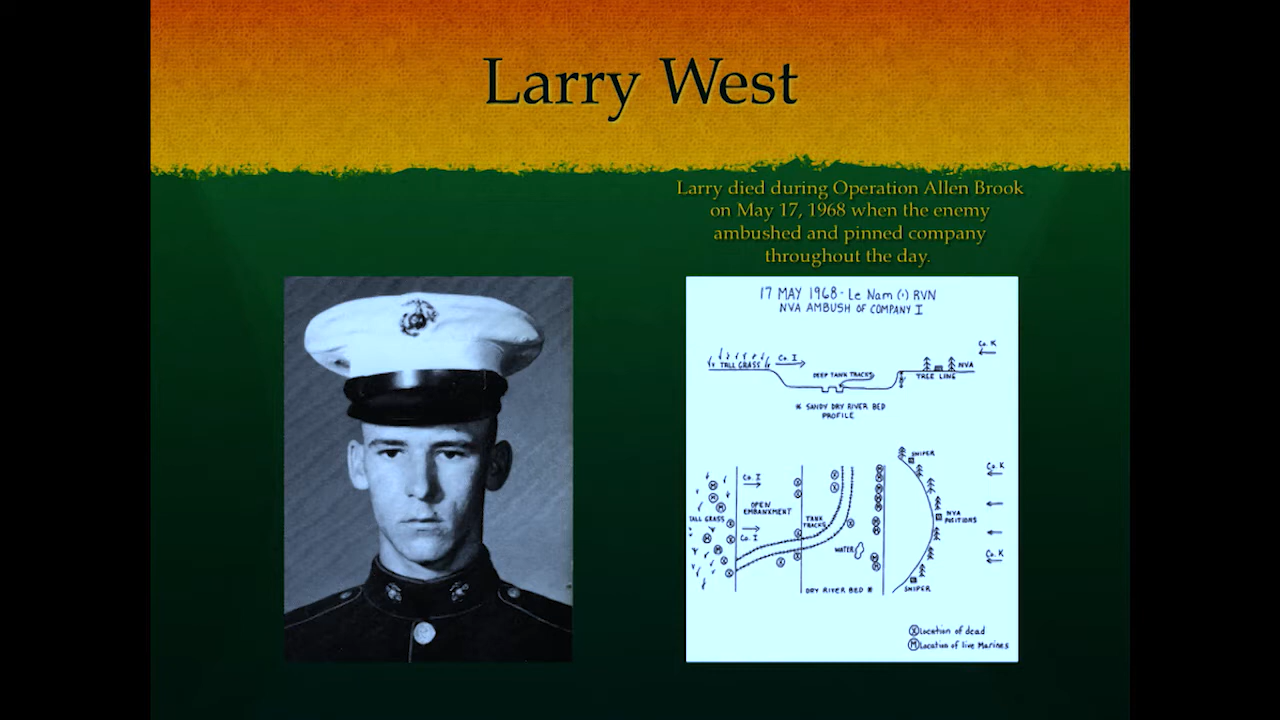 Larry West
Larry died during Operation Allen Brook
on May 17, 1968 when the enemy
ambushed and pinned company
throughout the day.
17 MAY 1968 - Le Nam (1) RVN
NVA AMBUSH OF COMPANY I
Co. K
TALL GRASS
Co. I
DEEP TANK TRACKS
NVA
TREE LINE
* SANDY DRY RIVER BED
PROFILE
SNIPER
Co. I
Co. K
OPEN
EMBANKMENT
TALL GRASS
TANK
TRACKS
NVA
POSITIONS
Co. I
WATER
Co. K
DRY RIVER BED *
SNIPER
X Location of dead
M Location of live Marines